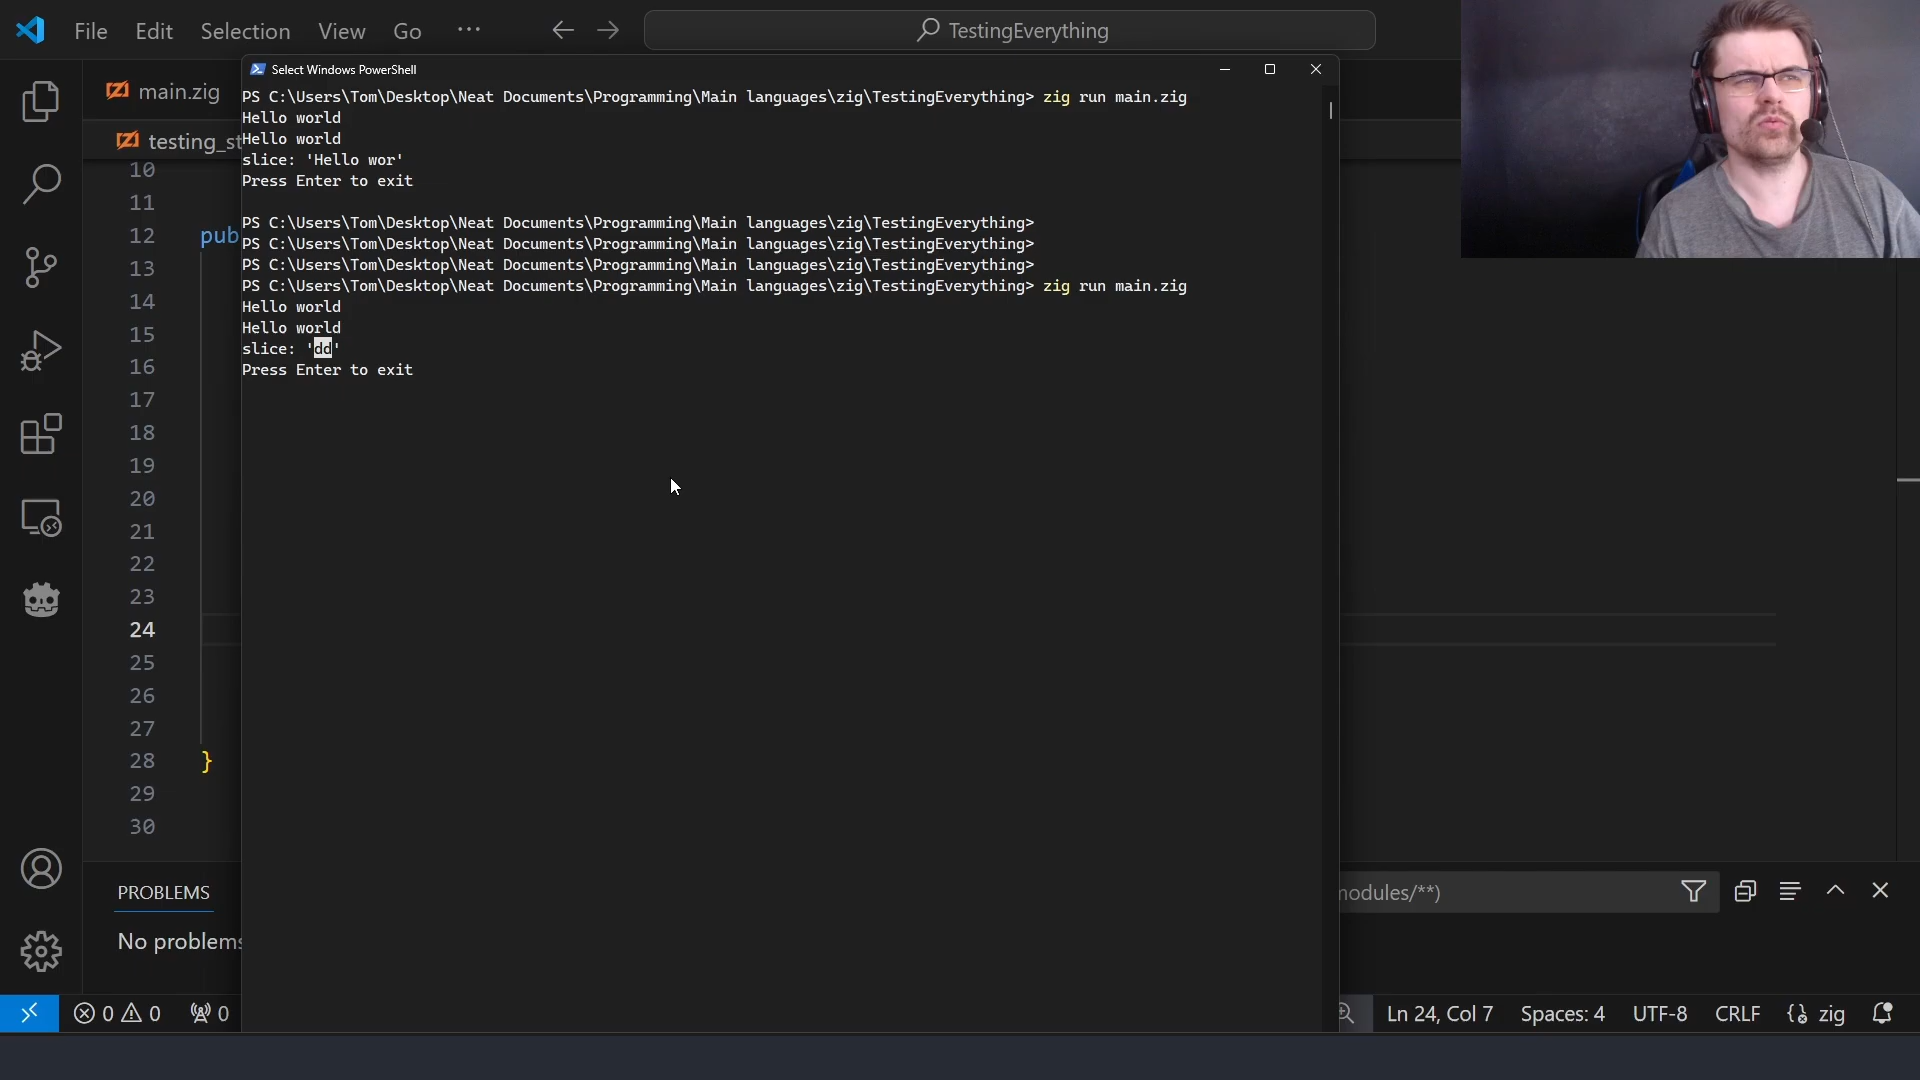 File Edit Selection View Go ···
TestingEverything
Select Windows PowerShell
main.zig
testing_st
PS C:\Users\Tom\Desktop\Neat Documents\Programming\Main languages\zig\TestingEverything> zig run main.zig
Hello world
Hello world
slice: 'Hello wor'
Press Enter to exit
PS C:\Users\Tom\Desktop\Neat Documents\Programming\Main languages\zig\TestingEverything>
PS C:\Users\Tom\Desktop\Neat Documents\Programming\Main languages\zig\TestingEverything>
PS C:\Users\Tom\Desktop\Neat Documents\Programming\Main languages\zig\TestingEverything>
PS C:\Users\Tom\Desktop\Neat Documents\Programming\Main languages\zig\TestingEverything> zig run main.zig
Hello world
Hello world
slice: 'dd'
Press Enter to exit
10
11
12 pub
13
14
15
16
17
18
19
20
21
22
23
24
25
26
27
28 }
29
30
PROBLEMS
odules/**)
No problems
0 0 0
Ln 24, Col 7 Spaces: 4 UTF-8 CRLF {} zig